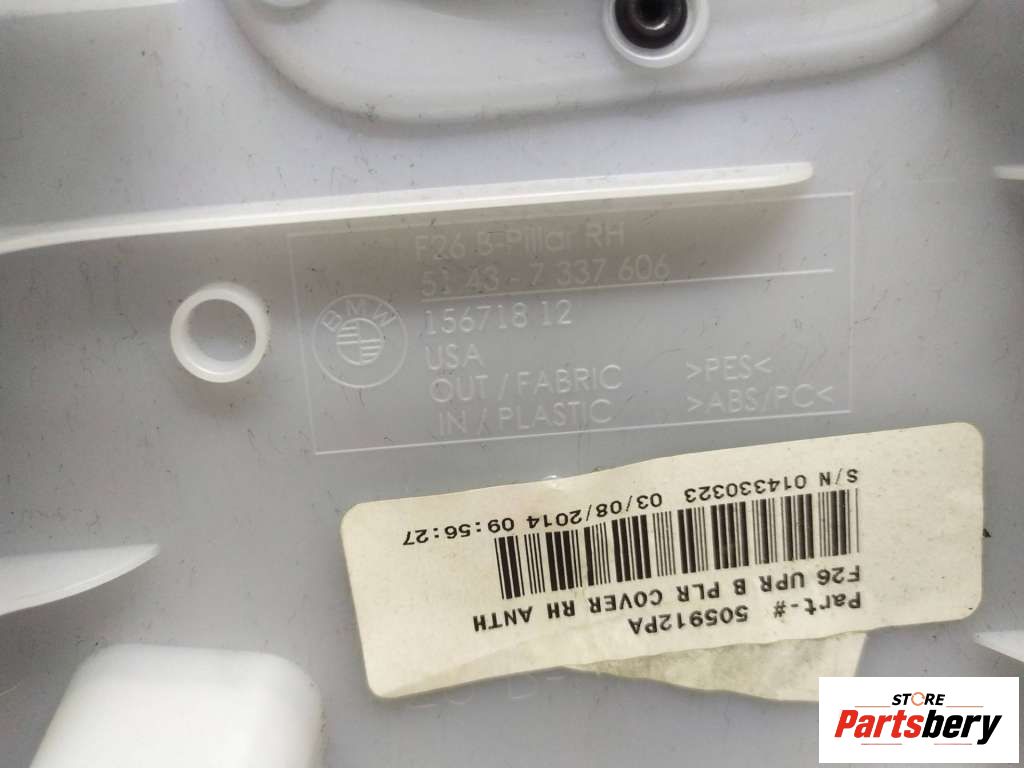 F26 B-Pillar RH
51.43 - 7 337 606
BMW
156718 12
USA
OUT / FABRIC >PES<
IN / PLASTIC >ABS/PC<
Part-# 505912PA
F26 UPR B PLR COVER RH ANTH
S/N 014330323 03/08/2014 09:56:27
STORE
Partsbery